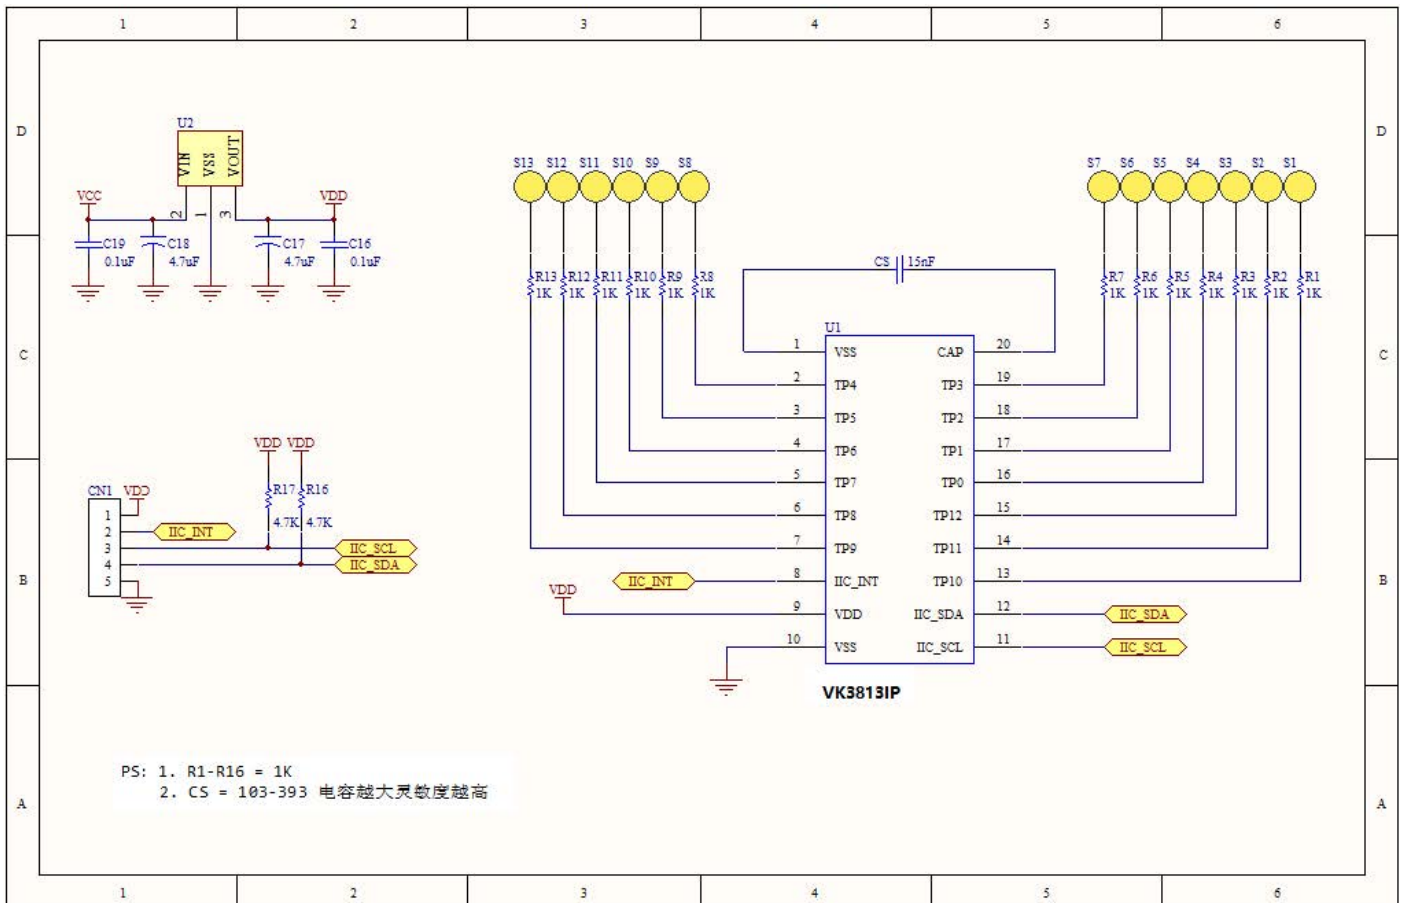 1 2 3 4 5 6
D D
U2
VIN VSS VOUT
S13 S12 S11 S10 S9 S8
S7 S6 S5 S4 S3 S2 S1
VCC VDD
2 1 3
C19 C18 C17 C16
0.1uF 4.7uF 4.7uF 0.1uF
CS 15nF
R13 R12 R11 R10 R9 R8
1K 1K 1K 1K 1K 1K
R7 R6 R5 R4 R3 R2 R1
1K 1K 1K 1K 1K 1K 1K
C C
U1
1 VSS CAP 20
2 TP4 TP3 19
3 TP5 TP2 18
4 TP6 TP1 17
5 TP7 TP0 16
6 TP8 TP12 15
7 TP9 TP11 14
IIC_INT 8 IIC_INT TP10 13
VDD 9 VDD IIC_SDA 12 IIC_SDA
10 VSS IIC_SCL 11 IIC_SCL
VK3813IP
VDD VDD
R17 R16
4.7K 4.7K
CN1 VDD
1
2 IIC_INT
3 IIC_SCL
4 IIC_SDA
5
B B
PS: 1. R1-R16 = 1K
2. CS = 103-393 电容越大灵敏度越高
A A
1 2 3 4 5 6